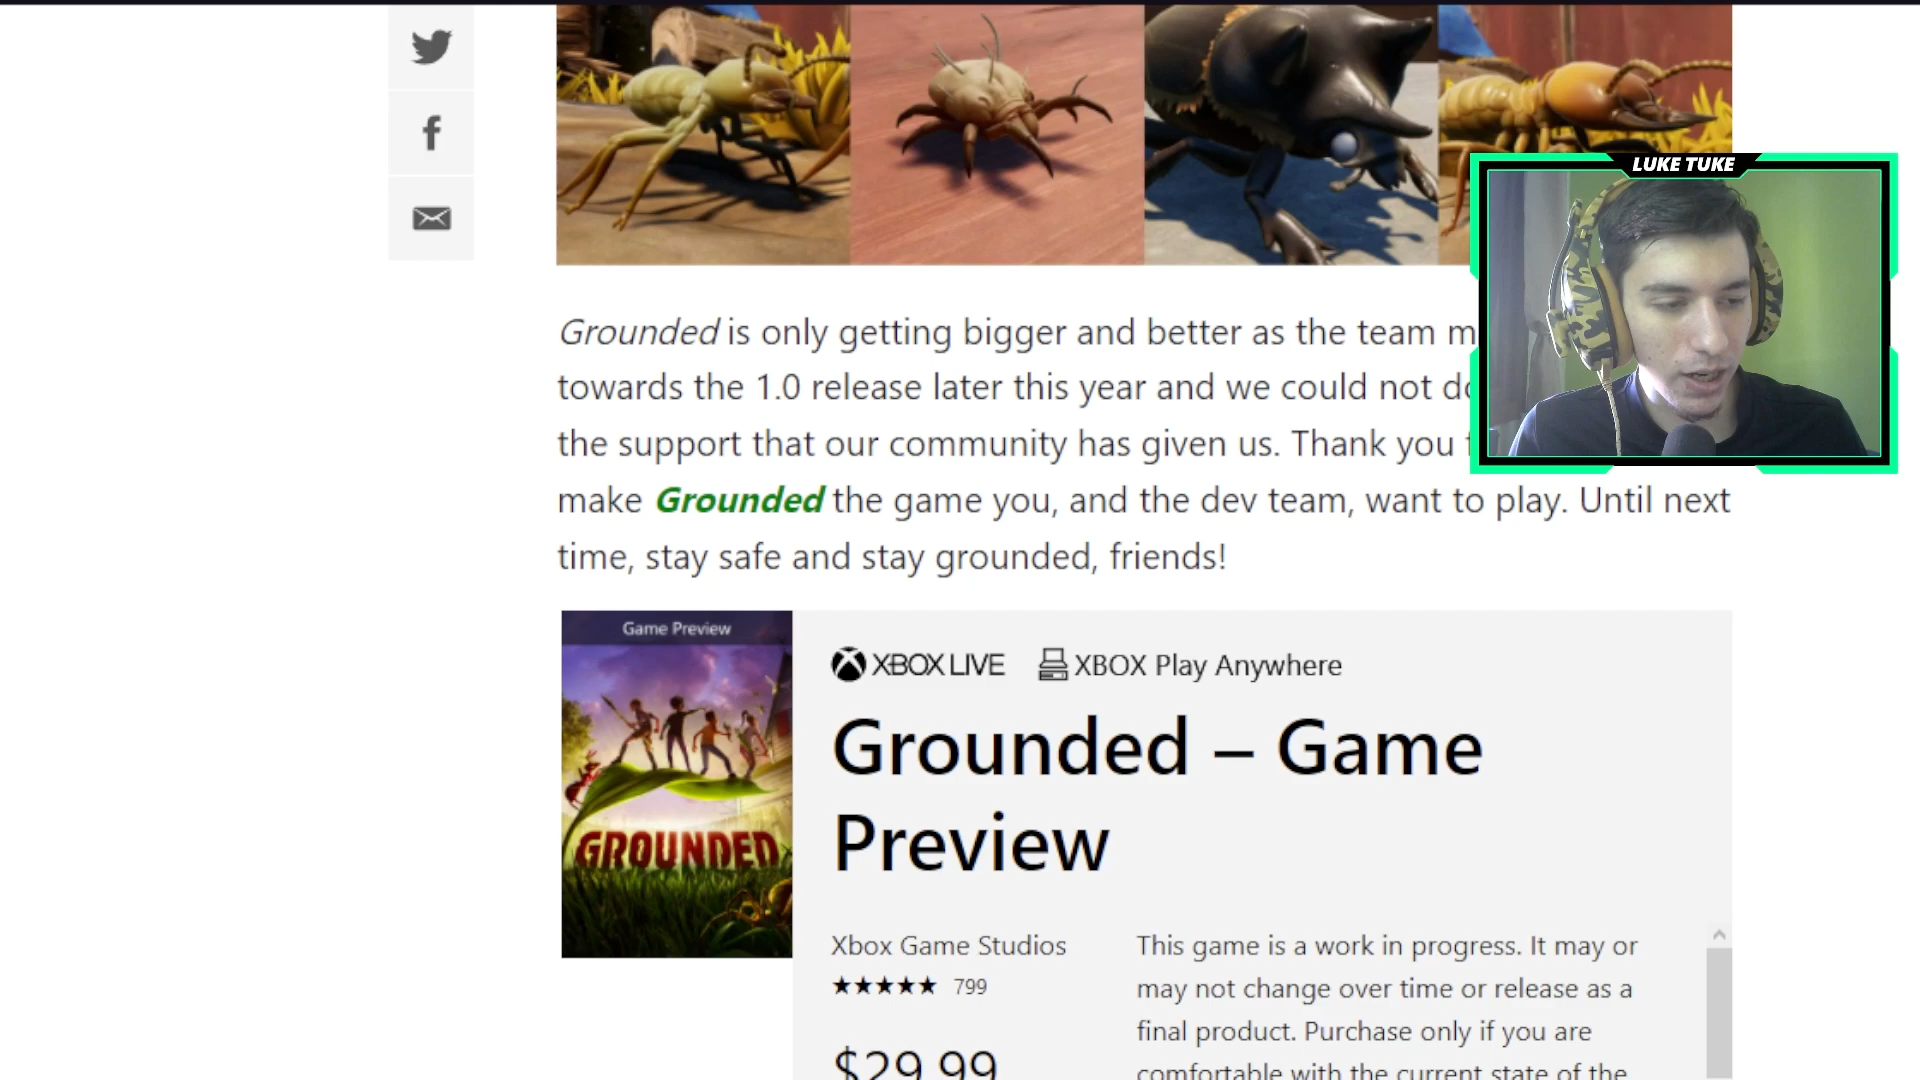 LUKE TUKE
Grounded is only getting bigger and better as the team
towards the 1.0 release later this year and we could not
the support that our community has given us. Thank you
make Grounded the game you, and the dev team, want to play. Until next
time, stay safe and stay grounded, friends!
Game Preview
GROUNDED
XBOX LIVE XBOX Play Anywhere
Grounded – Game
Preview
Xbox Game Studios
★★★★★ 799
$29.99
This game is a work in progress. It may or
may not change over time or release as a
final product. Purchase only if you are
comfortable with the current state of the